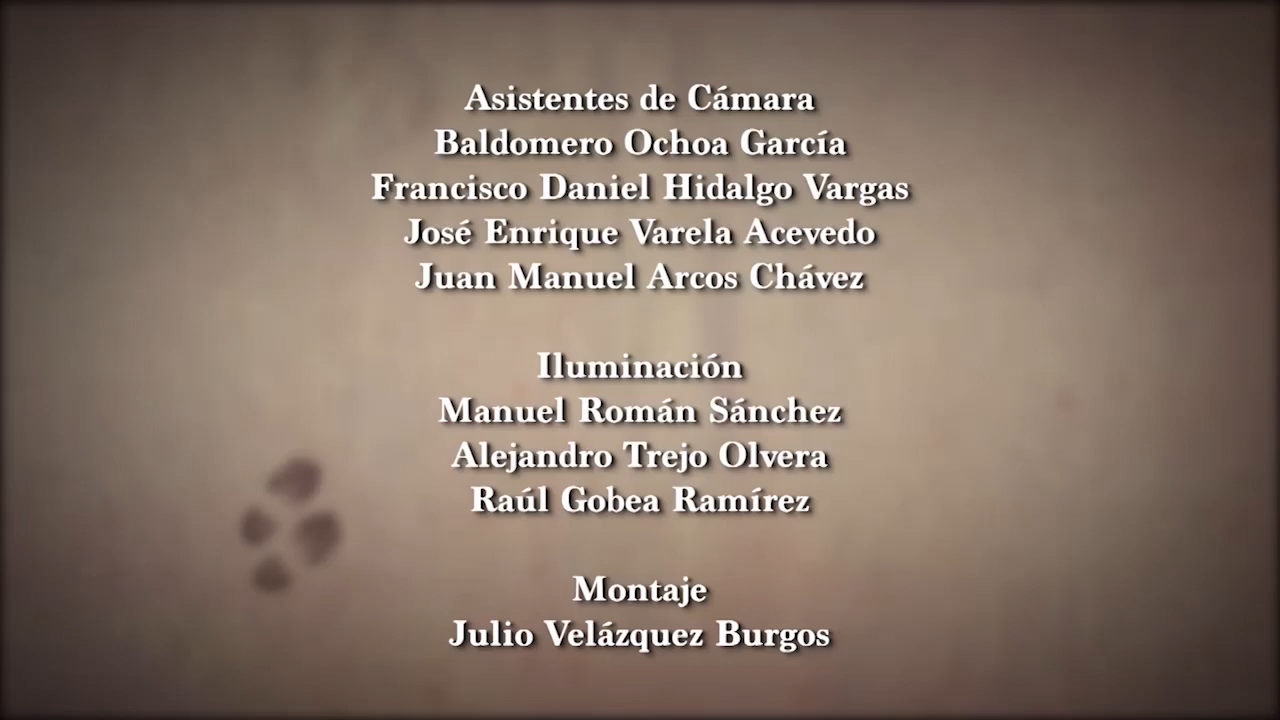 Asistentes de Cámara
Baldomero Ochoa García
Francisco Daniel Hidalgo Vargas
José Enrique Varela Acevedo
Juan Manuel Arcos Chávez
Iluminación
Manuel Román Sánchez
Alejandro Trejo Olvera
Raúl Gobea Ramírez
Montaje
Julio Velázquez Burgos